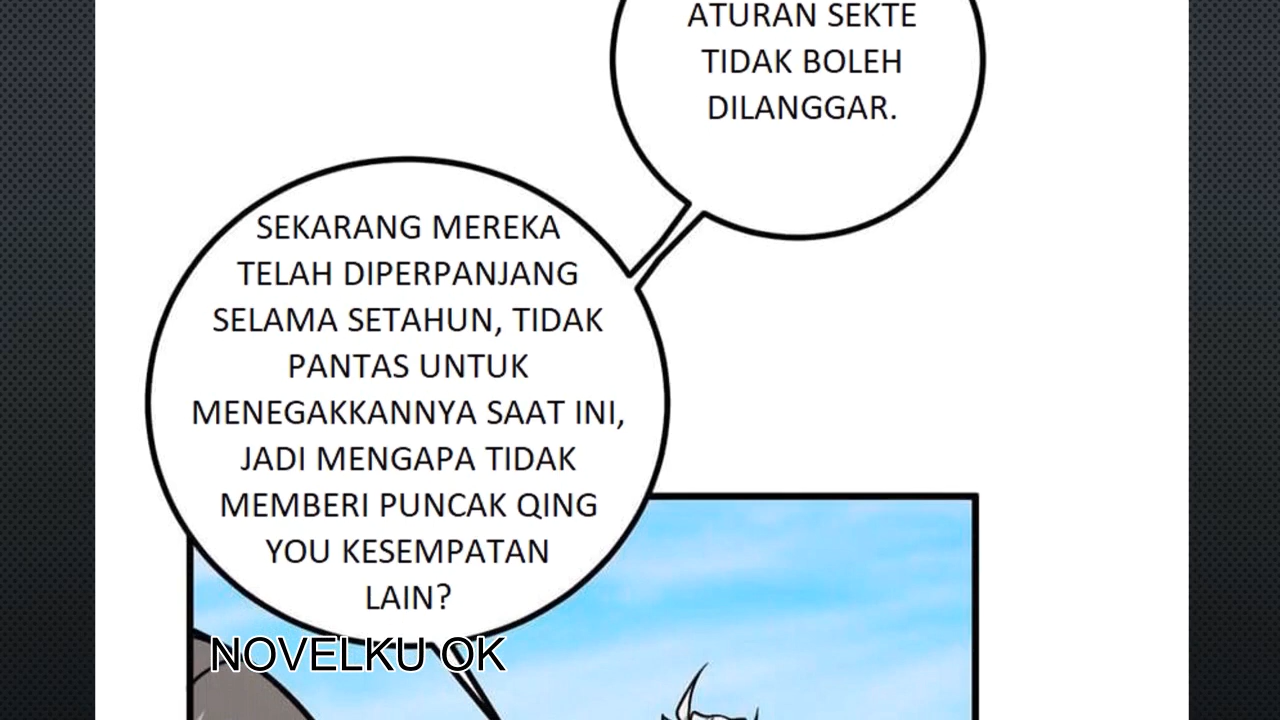 ATURAN SEKTE
TIDAK BOLEH
DILANGGAR.
SEKARANG MEREKA
TELAH DIPERPANJANG
SELAMA SETAHUN, TIDAK
PANTAS UNTUK
MENEGAKKANNYA SAAT INI,
JADI MENGAPA TIDAK
MEMBERI PUNCAK QING
YOU KESEMPATAN
LAIN?
NOVELKU OK